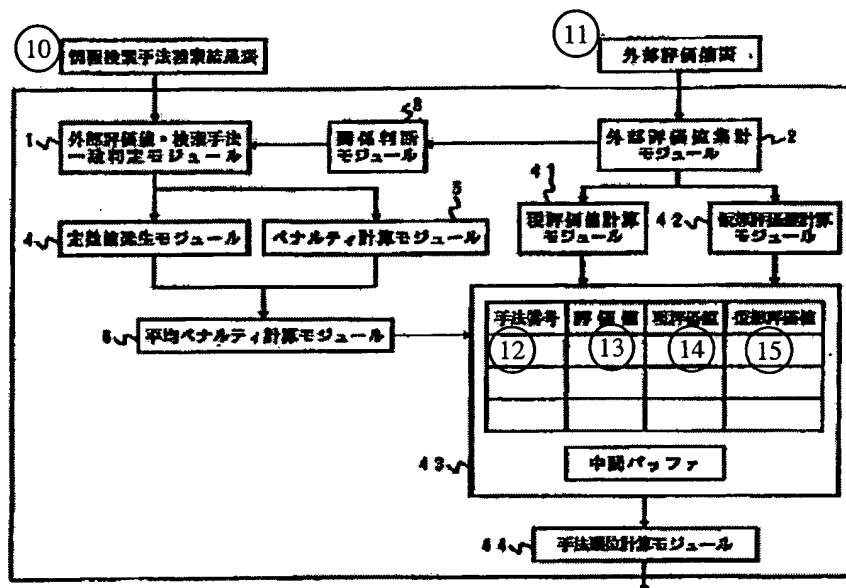 10
情報検索手法検索結果表
11
外部評価値表
1
外部評価値・検索手法
一致判定モジュール
3
関係判断
モジュール
外部評価値集計
モジュール
2
41
現評価値計算
モジュール
42
仮想評価値計算
モジュール
4
定数値発生モジュール
5
ペナルティ計算モジュール
6
平均ペナルティ計算モジュール
手法番号
評価値
現評価値
仮想評価値
12
13
14
15
43
中間バッファ
44
手法順位計算モジュール